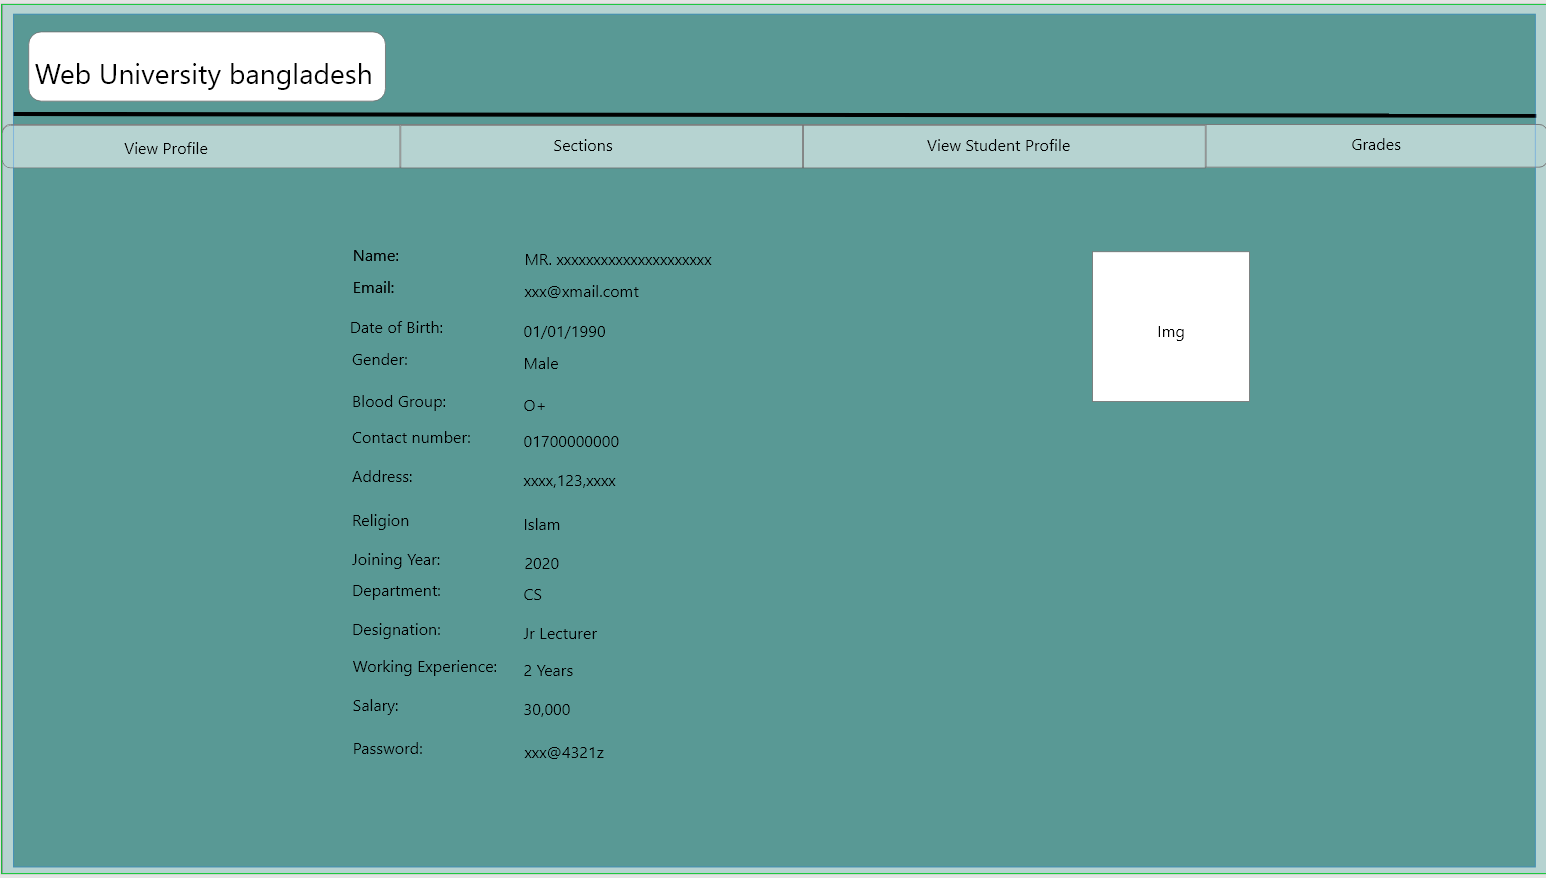 Web University bangladesh
View Profile Sections View Student Profile Grades
Name: MR. xxxxxxxxxxxxxxxxxxxxx
Email: xxx@xmail.comt
Date of Birth: 01/01/1990
Img
Gender: Male
Blood Group: O+
Contact number: 01700000000
Address: xxxx,123,xxxx
Religion Islam
Joining Year: 2020
Department: CS
Designation: Jr Lecturer
Working Experience: 2 Years
Salary: 30,000
Password: xxx@4321z